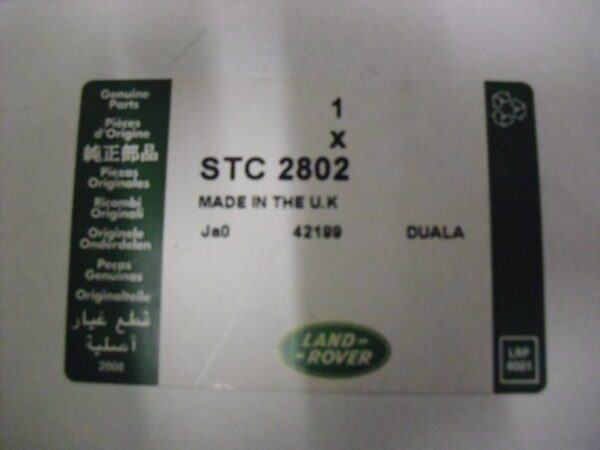 Genuine
Parts
Pièces
d'Origine
純正部品
Piezas
Originales
Ricambi
Originali
Originele
Onderdelen
Peças
Genuínas
Originalteile
قطع غيار
أصلية
1
X
STC 2802
MADE IN THE U.K
Ja0 42199 DUALA
LAND-
-ROVER
LRP